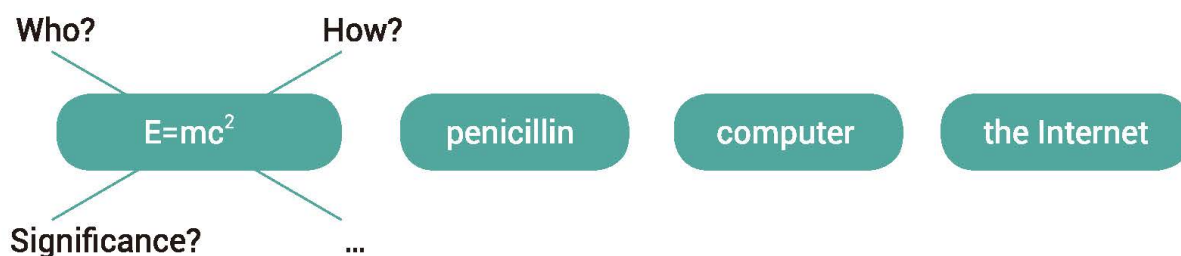 Who?
How?
E=mc²
penicillin
computer
the Internet
Significance?
...